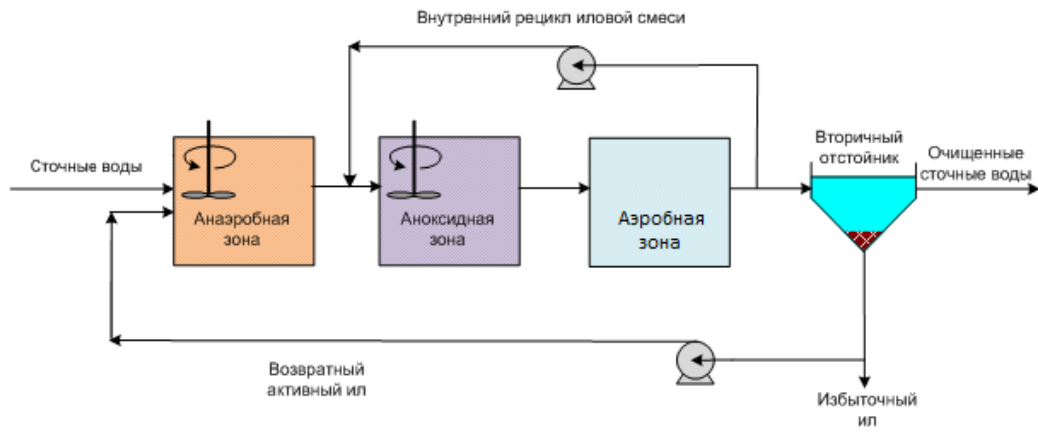 Внутренний рецикл иловой смеси
Сточные воды
Анаэробная
зона
Аноксидная
зона
Аэробная
зона
Вторичный
отстойник
Очищенные
сточные воды
Возвратный
активный ил
Избыточный
ил